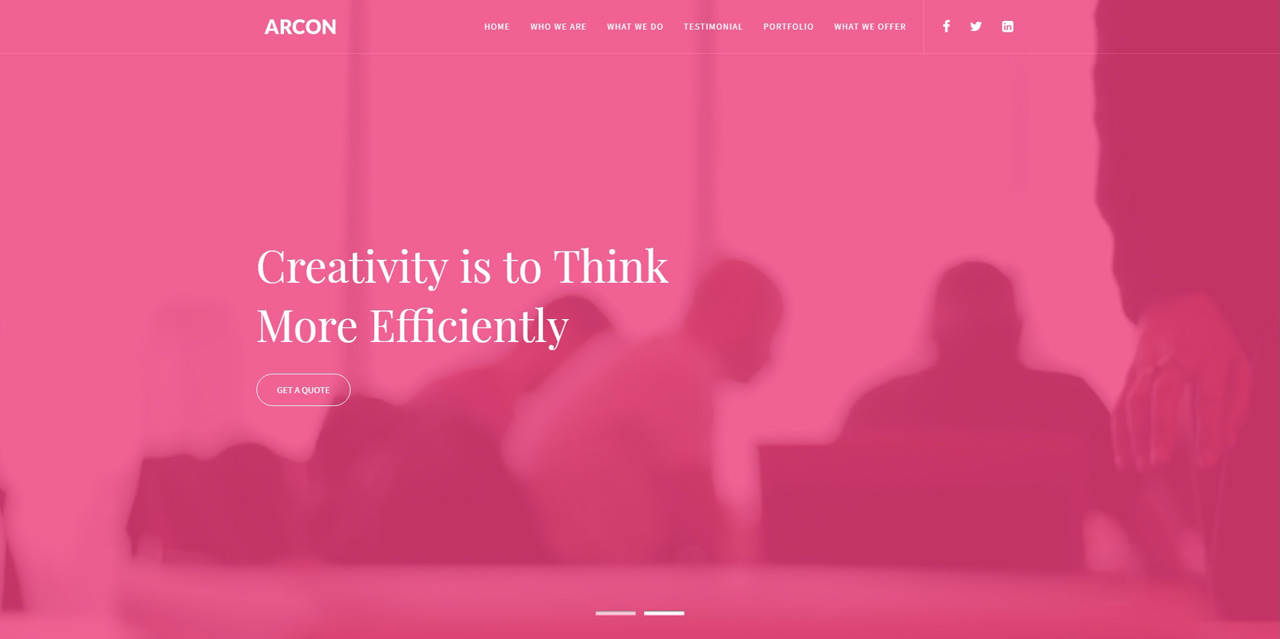 ARCON
HOME WHO WE ARE WHAT WE DO TESTIMONIAL PORTFOLIO WHAT WE OFFER
Creativity is to Think
More Efficiently
GET A QUOTE